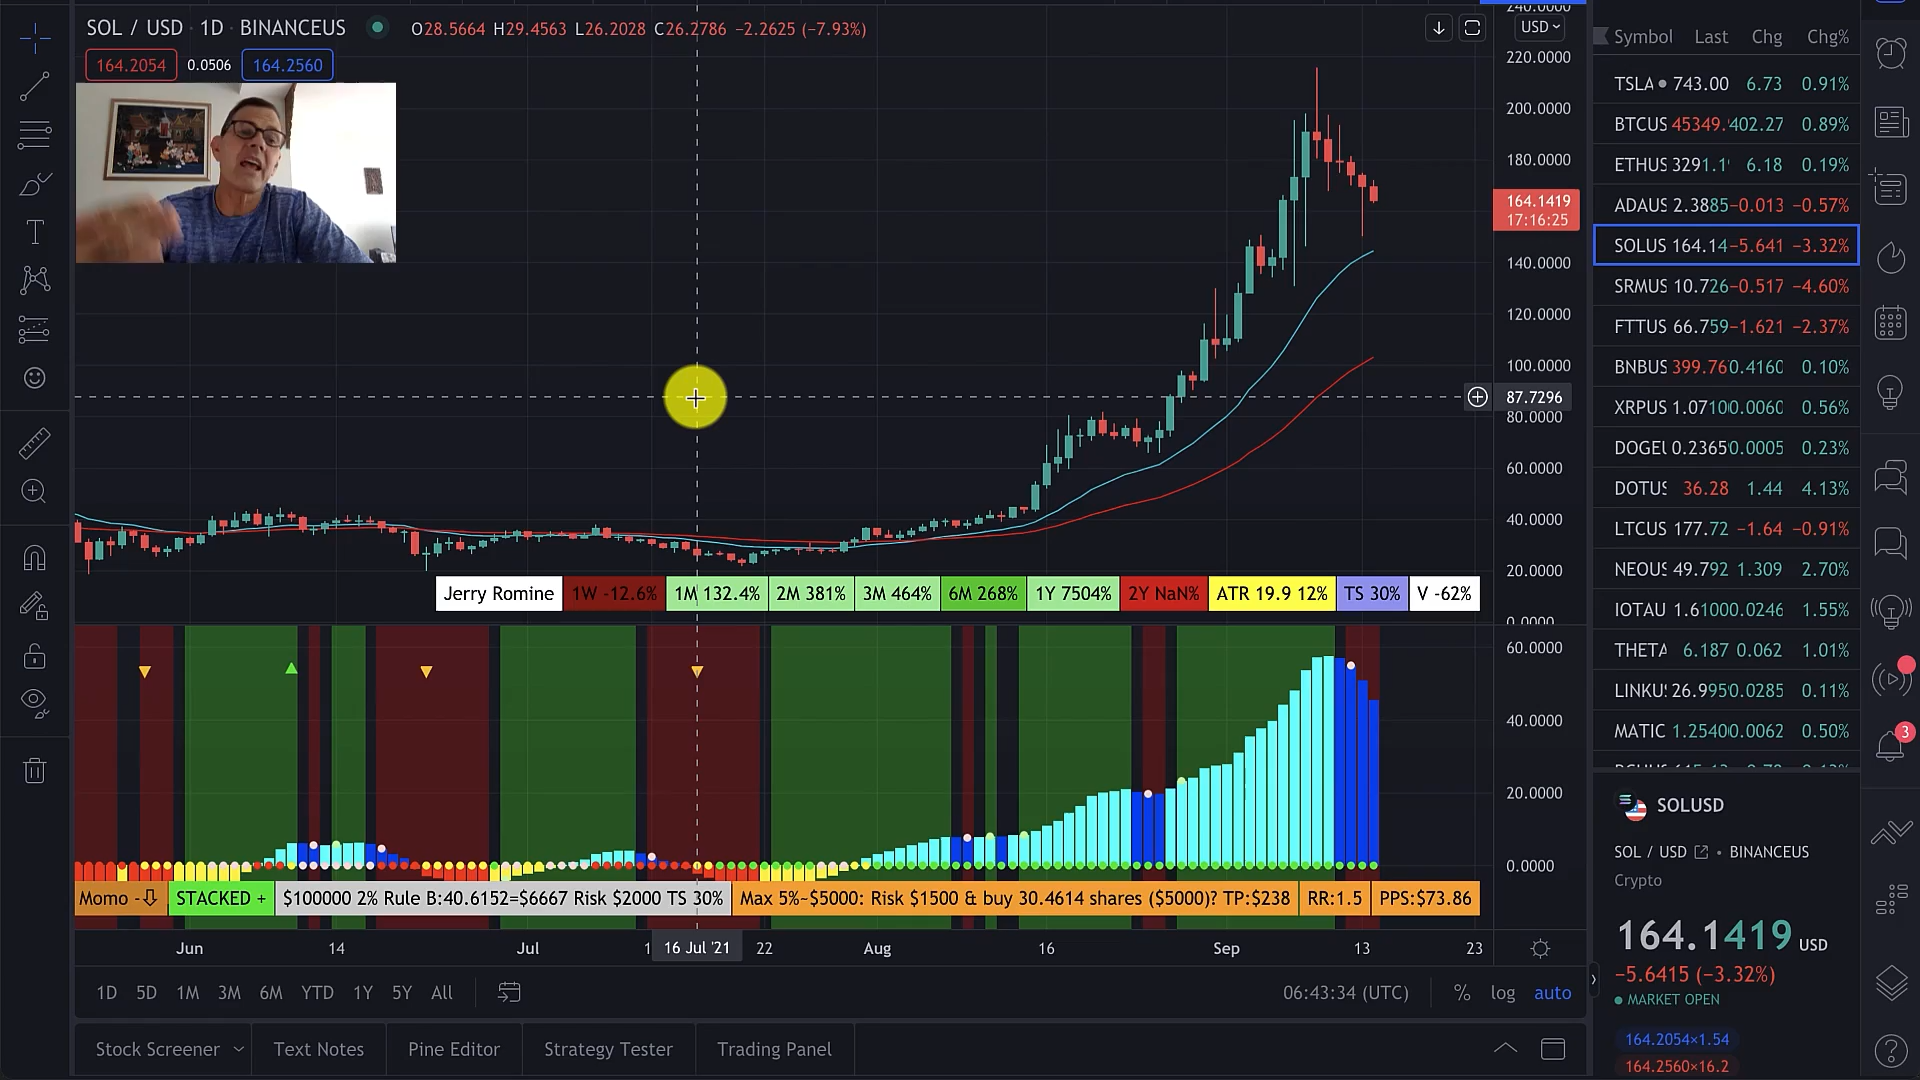 SOL / USD · 1D · BINANCEUS O28.5664 H29.4563 L26.2028 C26.2786 −2.2625 (−7.93%)
164.2054 0.0506 164.2560
USD
240.0000
220.0000
200.0000
180.0000
164.1419
17:16:25
140.0000
120.0000
100.0000
87.7296
80.0000
60.0000
40.0000
20.0000
0.0000
Jerry Romine 1W -12.6% 1M 132.4% 2M 381% 3M 464% 6M 268% 1Y 7504% 2Y NaN% ATR 19.9 12% TS 30% V -62%
60.0000
40.0000
20.0000
0.0000
Momo -⇩ STACKED + $100000 2% Rule B:40.6152=$6667 Risk $2000 TS 30% Max 5%~$5000: Risk $1500 & buy 30.4614 shares ($5000)? TP:$238 RR:1.5 PPS:$73.86
Jun 14 Jul 1 16 Jul '21 22 Aug 16 Sep 13 23
1D 5D 1M 3M 6M YTD 1Y 5Y All 06:43:34 (UTC) % log auto
Stock Screener Text Notes Pine Editor Strategy Tester Trading Panel
Symbol Last Chg Chg%
TSLA 743.00 6.73 0.91%
BTCUS 45349. 402.27 0.89%
ETHUS 3291.1 6.18 0.19%
ADAUS 2.3885 −0.013 −0.57%
SOLUS 164.14 −5.641 −3.32%
SRMUS 10.726 −0.517 −4.60%
FTTUS 66.759 −1.621 −2.37%
BNBUS 399.76 0.4160 0.10%
XRPUS 1.0710 0.0060 0.56%
DOGEU 0.2365 0.0005 0.23%
DOTUS 36.28 1.44 4.13%
LTCUS 177.72 −1.64 −0.91%
NEOUS 49.792 1.309 2.70%
IOTAU 1.6100 0.0246 1.55%
THETA 6.187 0.062 1.01%
LINKUS 26.995 0.0285 0.11%
MATIC 1.2540 0.0062 0.50%
SOLUSD
SOL / USD • BINANCEUS
Crypto
164.1419 USD
−5.6415 (−3.32%)
MARKET OPEN
164.2054×1.54
164.2560×16.2
3